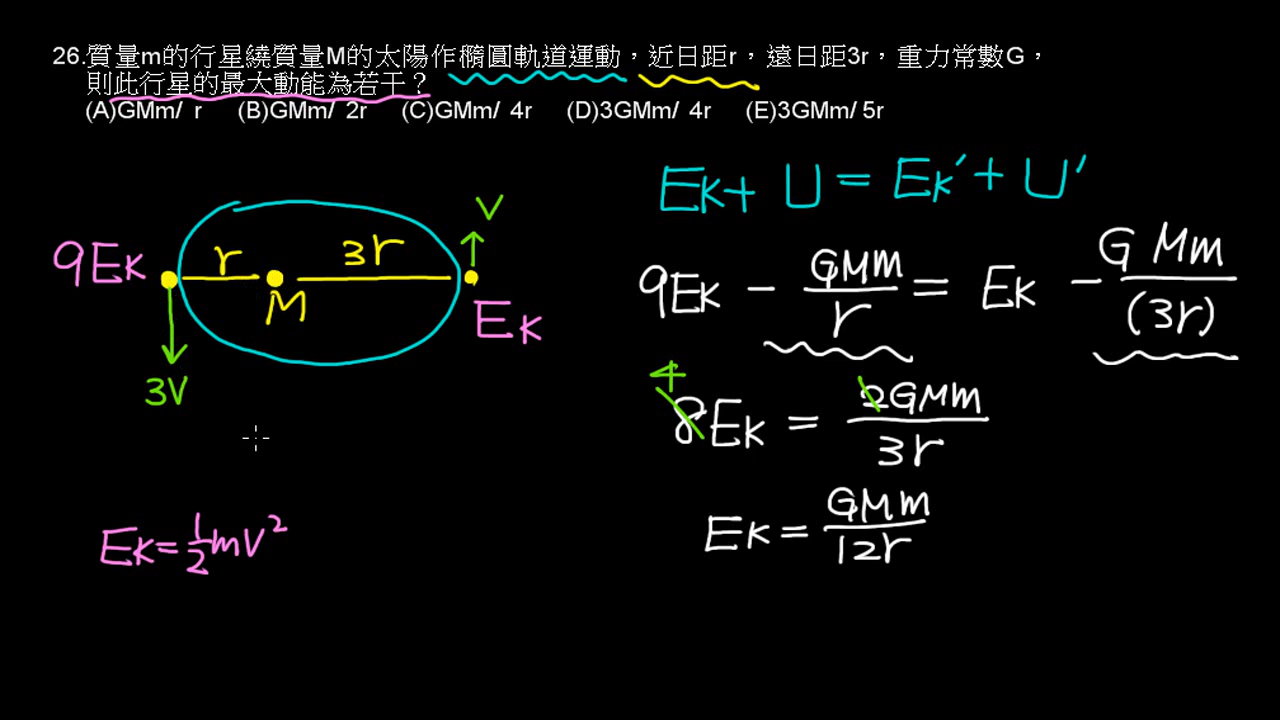 26.質量m的行星繞質量M的太陽作橢圓軌道運動，近日距r，遠日距3r，重力常數G，
則此行星的最大動能為若干？
(A)GMm/ r (B)GMm/ 2r (C)GMm/ 4r (D)3GMm/ 4r (E)3GMm/ 5r
EK + U = EK′ + U′
V
9EK r 3r
M
EK
3V
9EK - GMm/r = EK - GMm/(3r)
4
8EK = 2GMm/3r
EK = GMm/12r
EK = 1/2 mV²